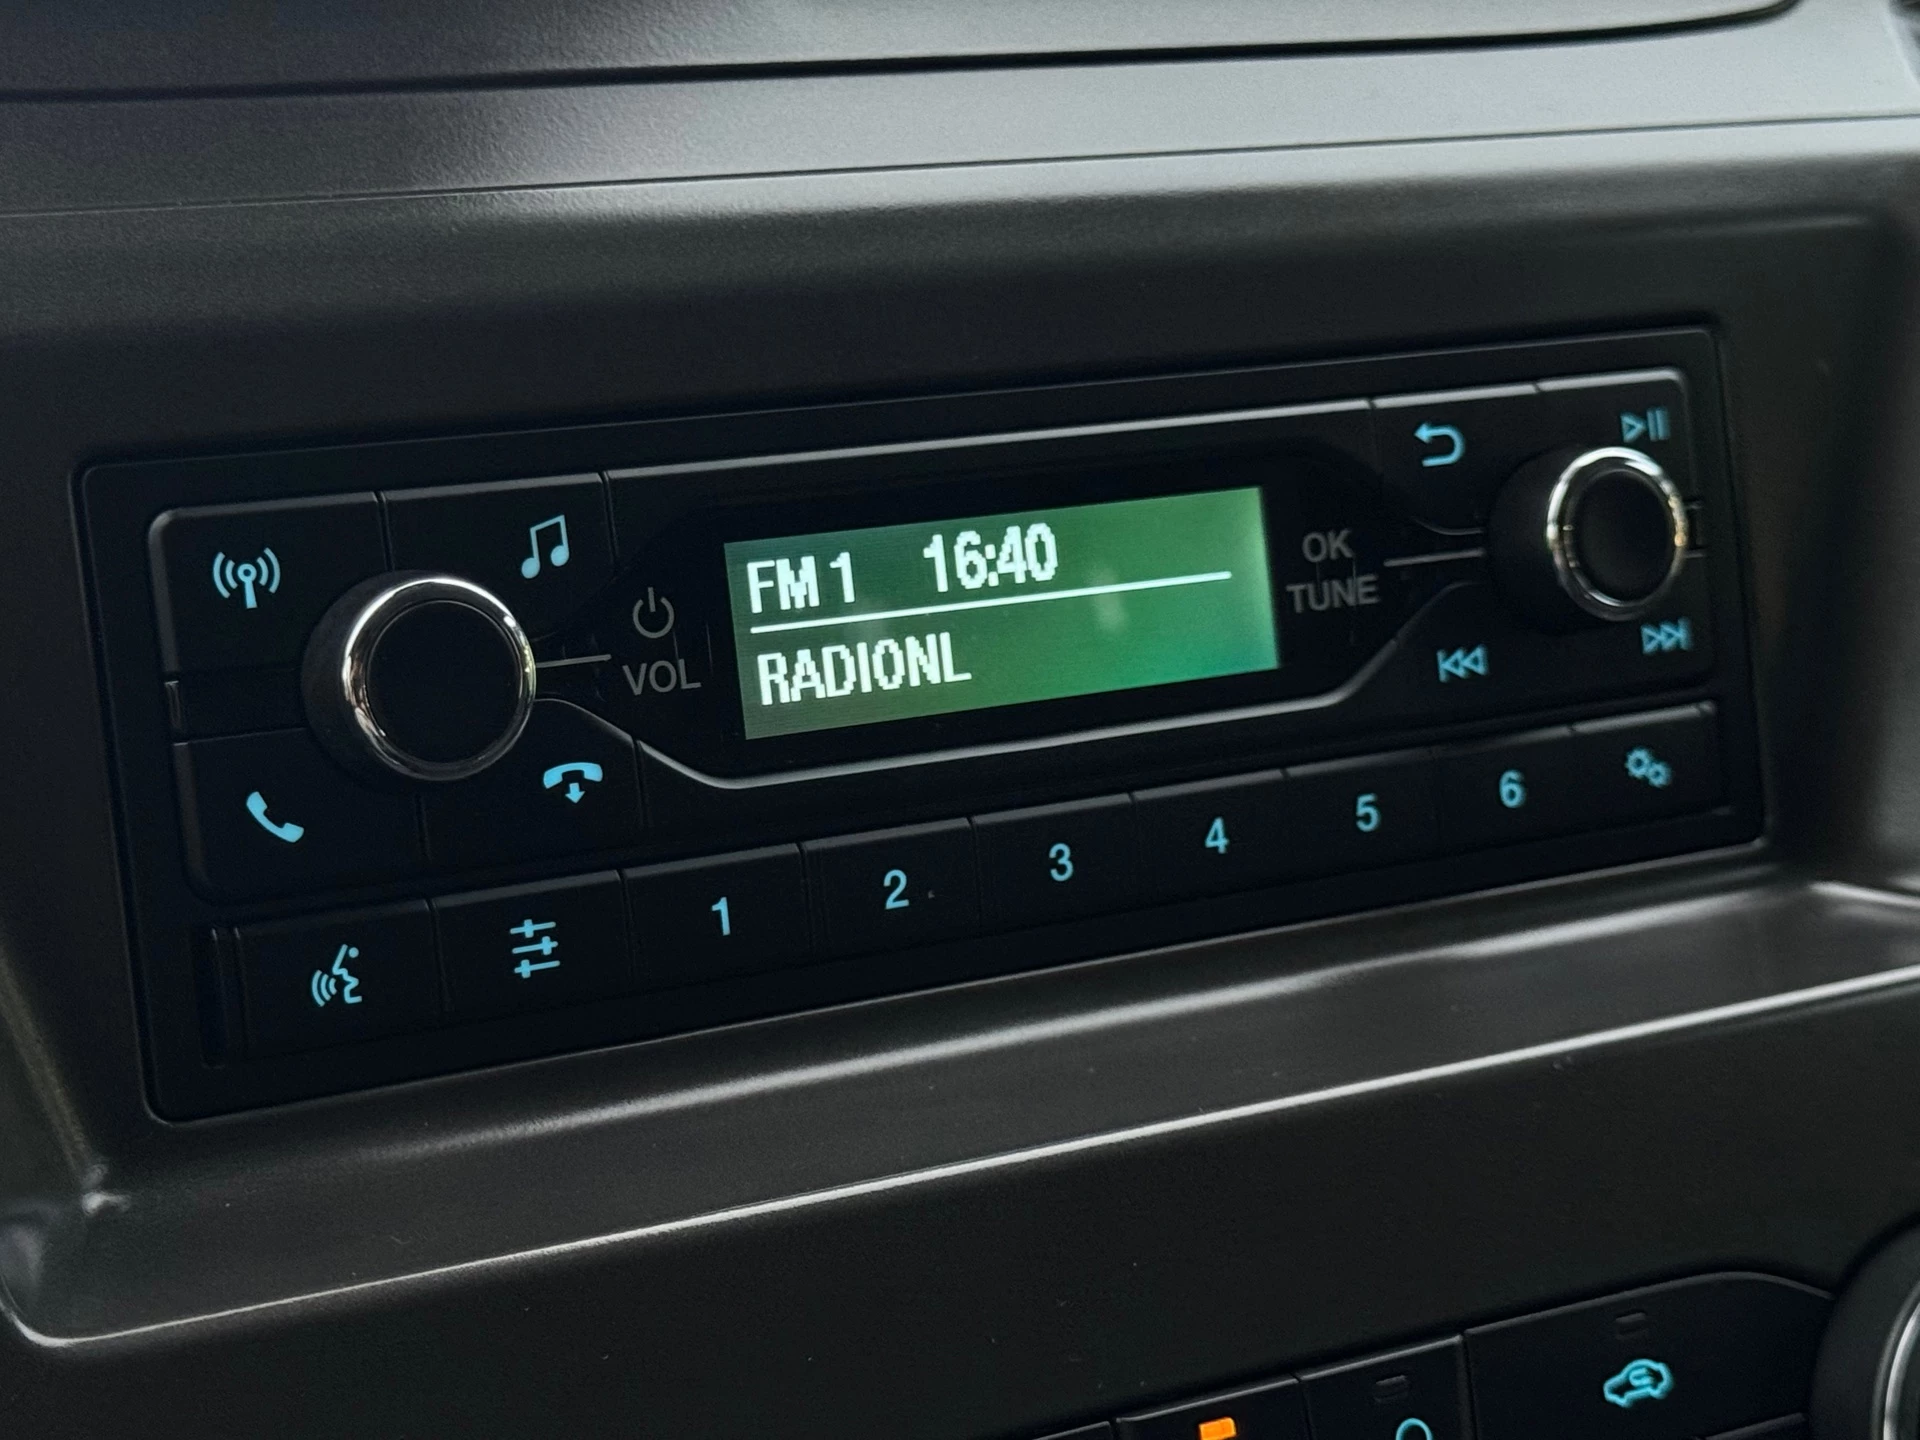 FM 1 16:40
RADIONL
VOL
OK
TUNE
1 2 3 4 5 6